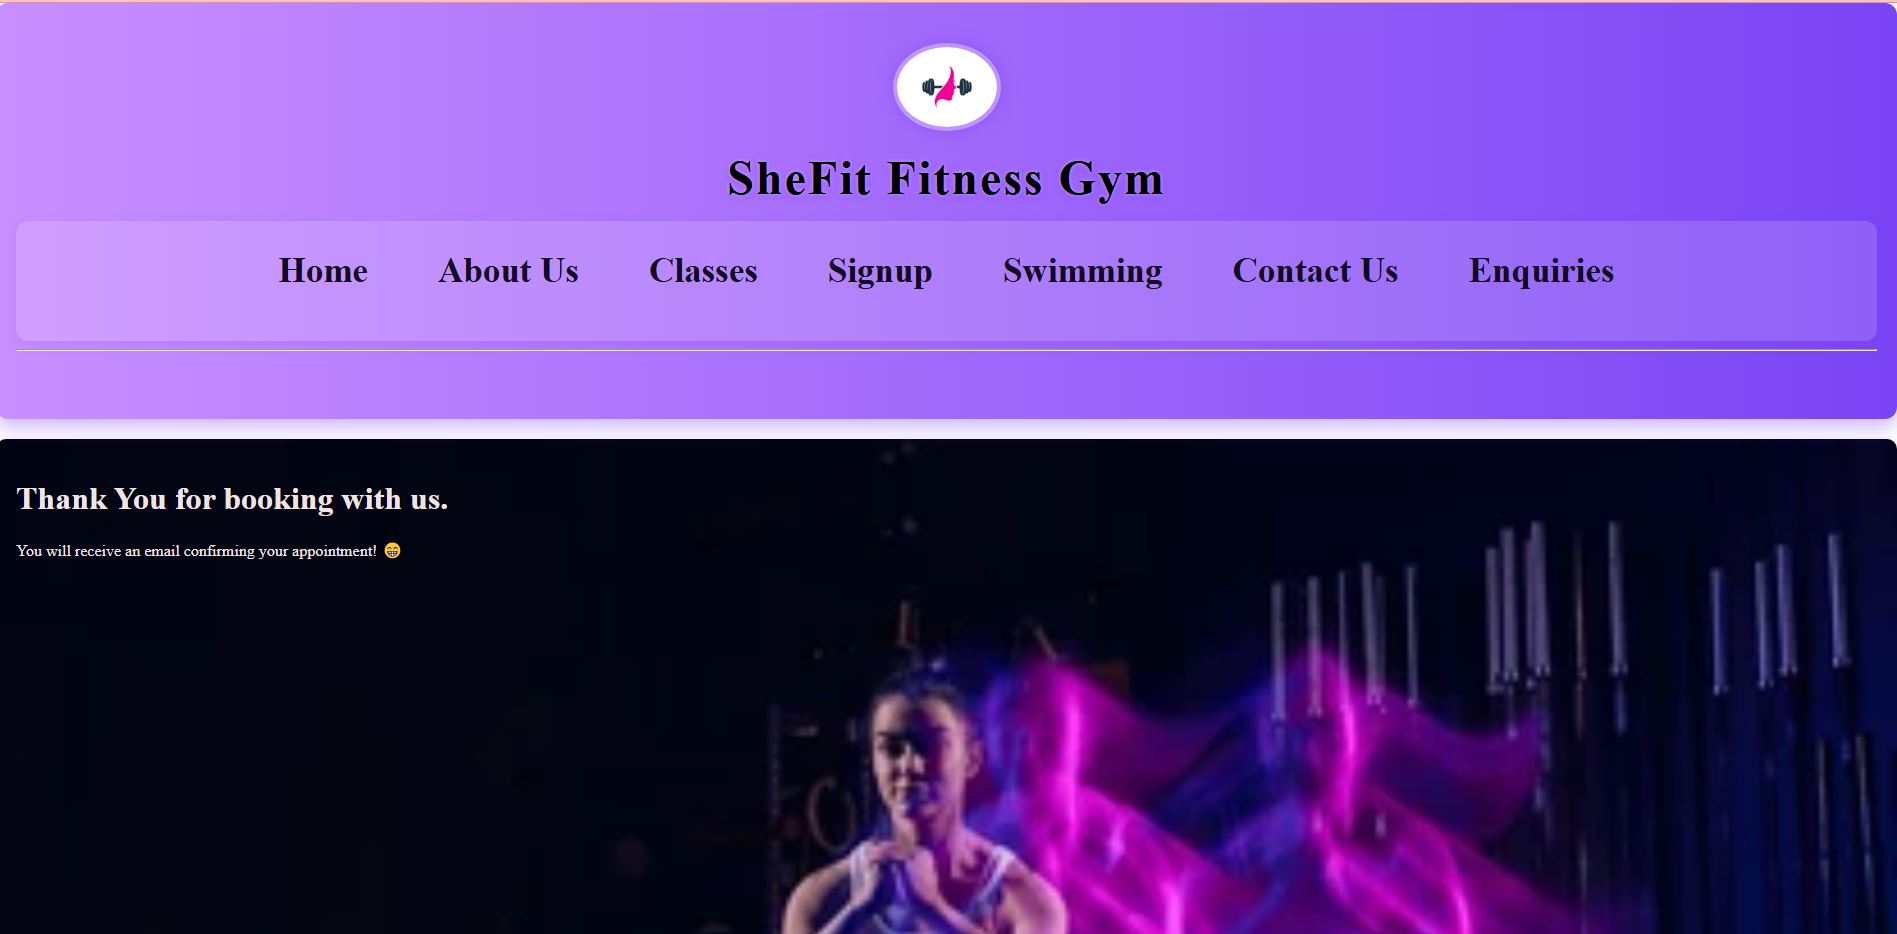 SheFit Fitness Gym
Home About Us Classes Signup Swimming Contact Us Enquiries
Thank You for booking with us.
You will receive an email confirming your appointment! 😁